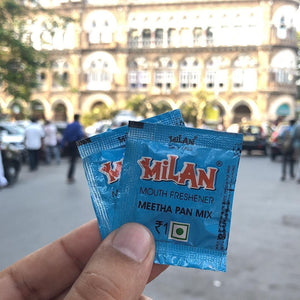 MiLAN
MiLAN®
MOUTH FRESHENER
MEETHA PAN MIX
₹1